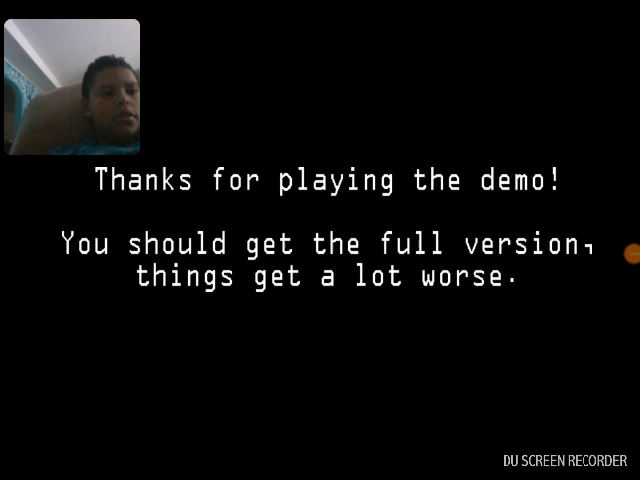 Thanks for playing the demo!
You should get the full version,
things get a lot worse.
DU SCREEN RECORDER